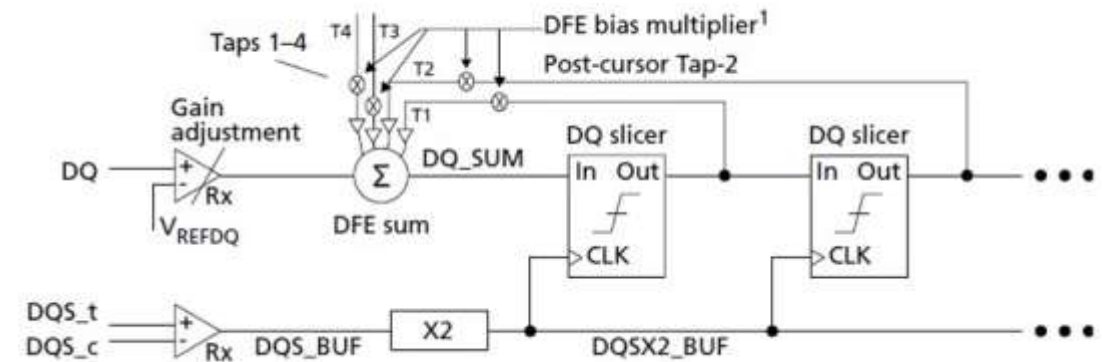 T4
T3
DFE bias multiplier¹
Taps 1–4
T2
Post-cursor Tap-2
T1
Gain
adjustment
DQ slicer
DQ slicer
DQ
+
-
Rx
VREFDQ
Σ
DFE sum
DQ_SUM
In Out
CLK
In Out
CLK
DQS_t
DQS_c
+
-
Rx
DQS_BUF
X2
DQSX2_BUF